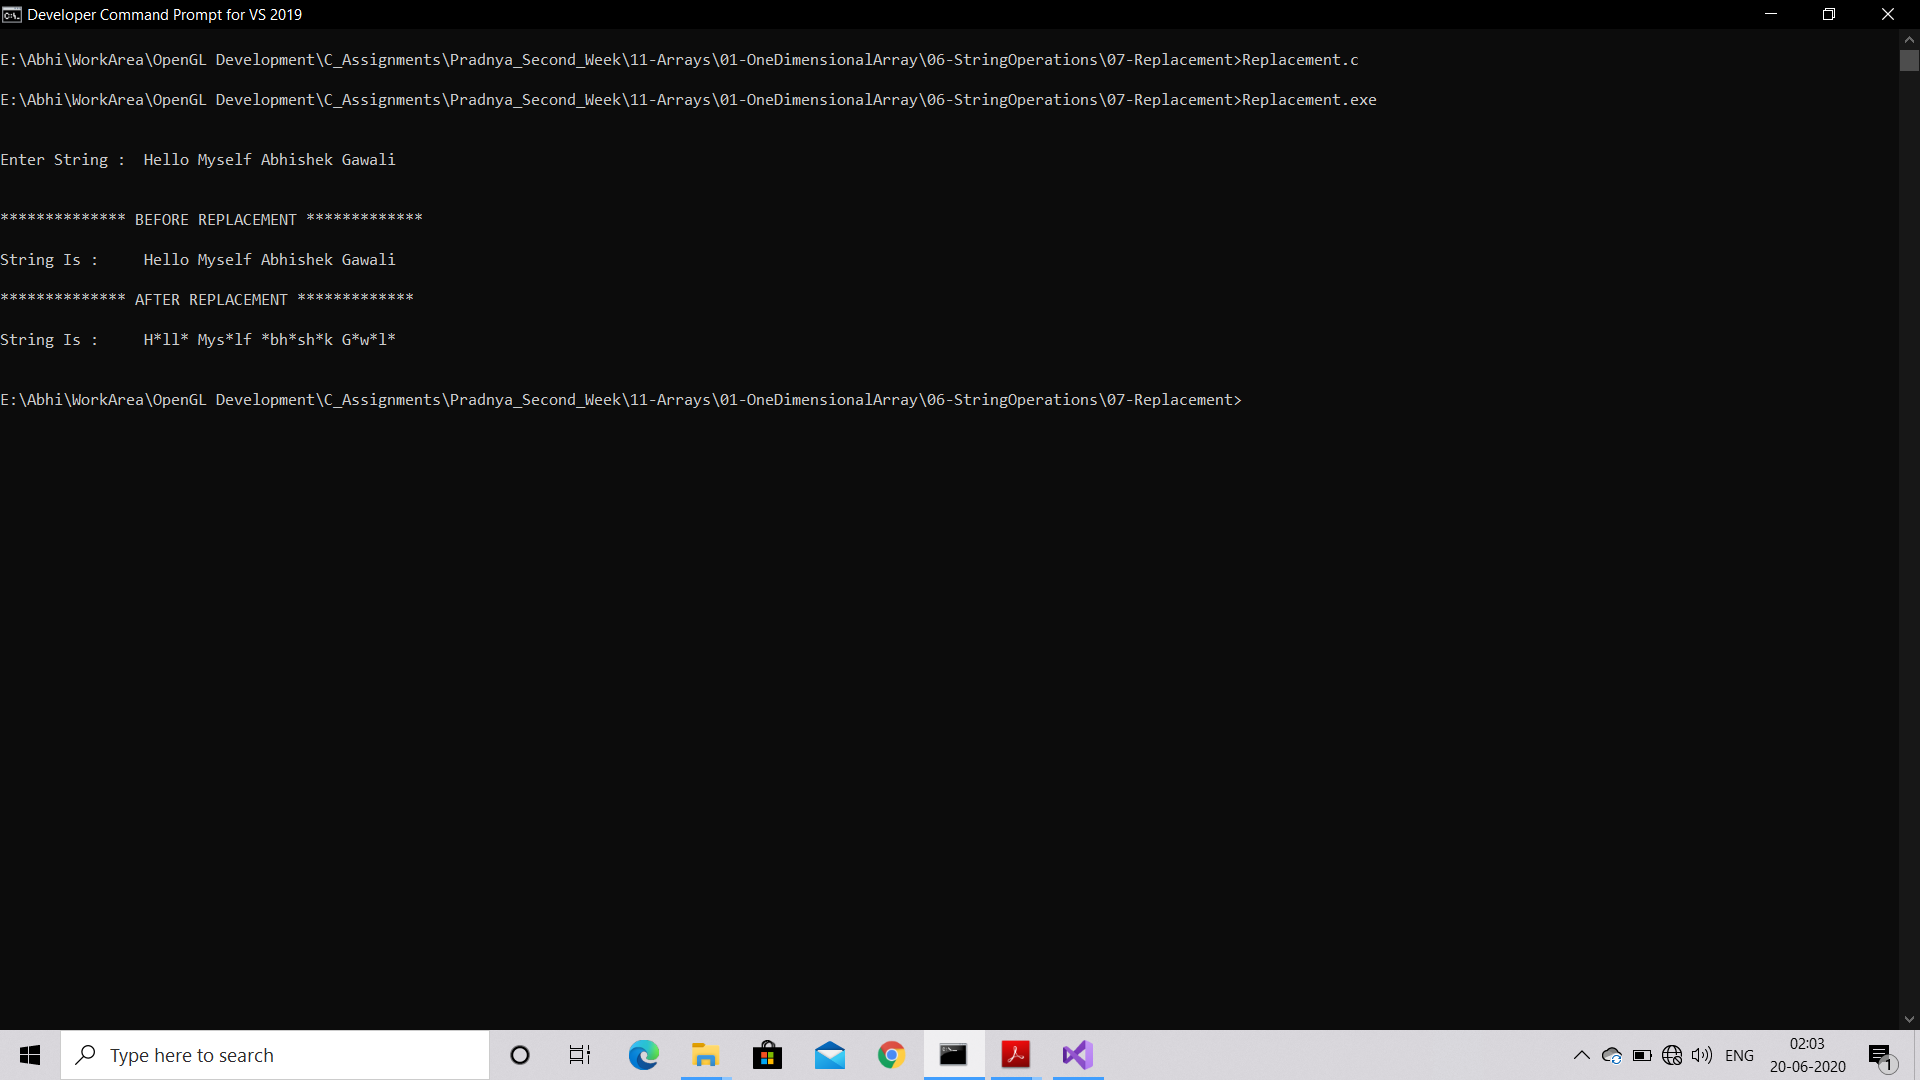 Developer Command Prompt for VS 2019
E:\Abhi\WorkArea\OpenGL Development\C_Assignments\Pradnya_Second_Week\11-Arrays\01-OneDimensionalArray\06-StringOperations\07-Replacement>Replacement.c
E:\Abhi\WorkArea\OpenGL Development\C_Assignments\Pradnya_Second_Week\11-Arrays\01-OneDimensionalArray\06-StringOperations\07-Replacement>Replacement.exe
Enter String :  Hello Myself Abhishek Gawali
************** BEFORE REPLACEMENT *************
String Is :     Hello Myself Abhishek Gawali
************** AFTER REPLACEMENT *************
String Is :     H*ll* Mys*lf *bh*sh*k G*w*l*
E:\Abhi\WorkArea\OpenGL Development\C_Assignments\Pradnya_Second_Week\11-Arrays\01-OneDimensionalArray\06-StringOperations\07-Replacement>
Type here to search
ENG
02:03
20-06-2020
1